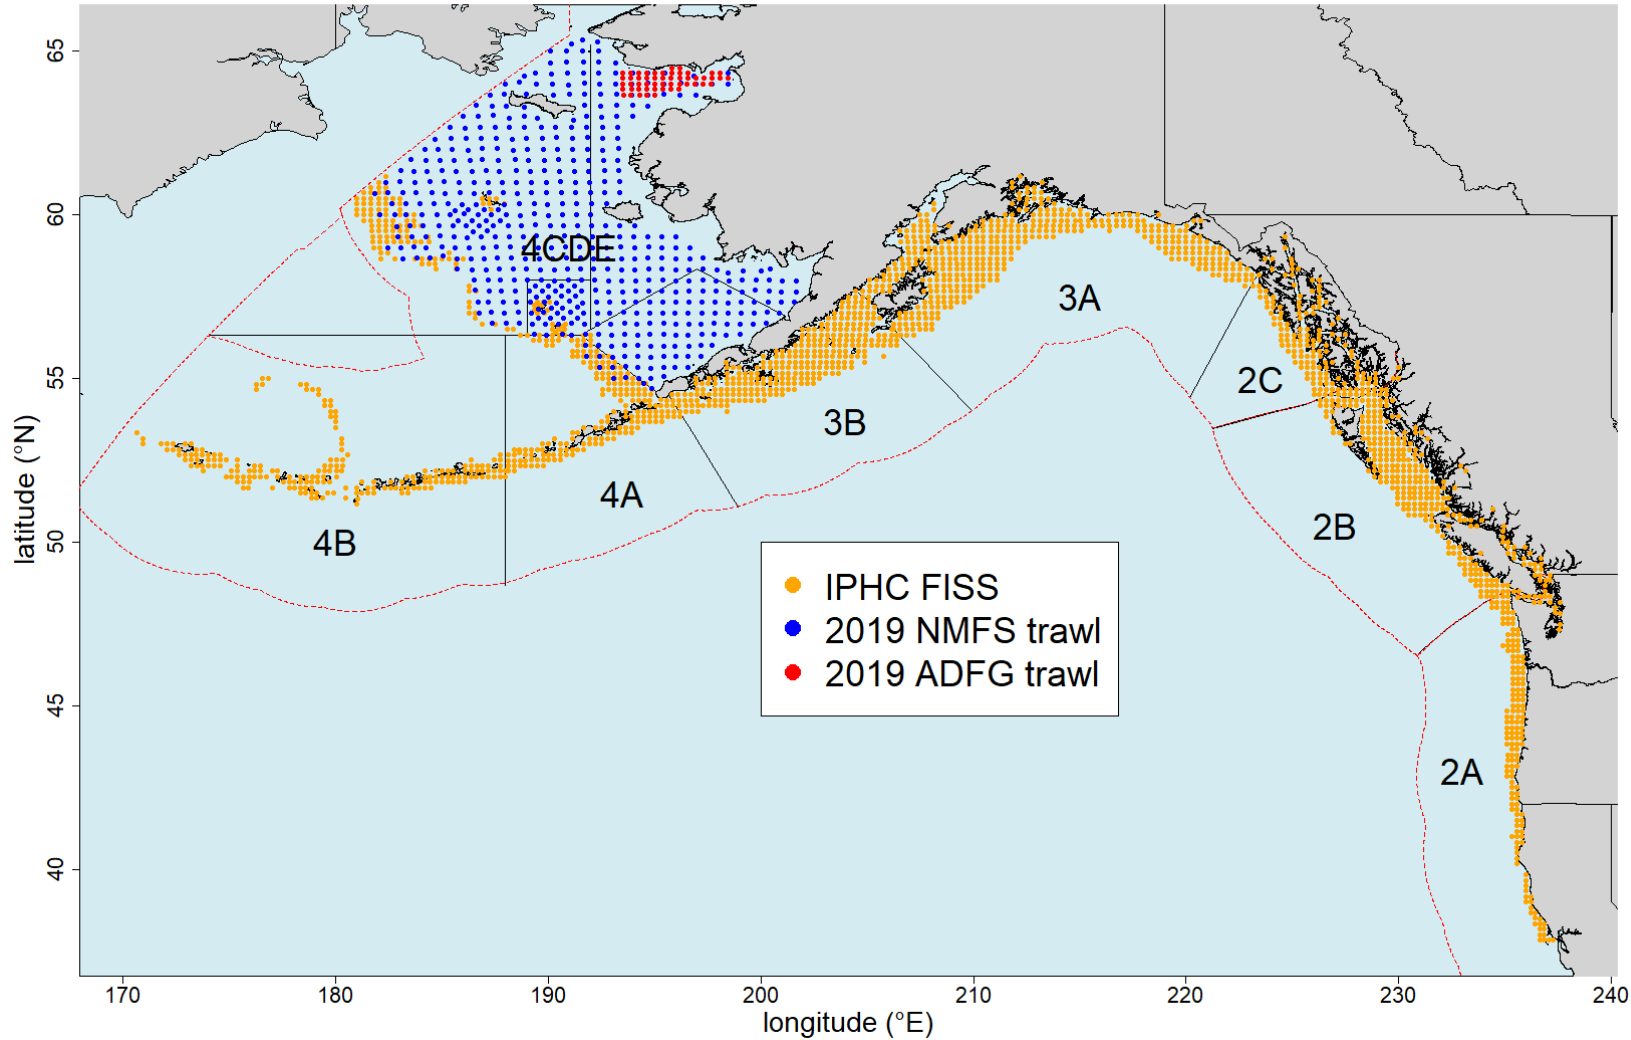 65
60
55
50
45
40
latitude (°N)
4CDE
3A
2C
3B
4A
2B
4B
2A
IPHC FISS
2019 NMFS trawl
2019 ADFG trawl
170
180
190
200
210
220
230
240
longitude (°E)